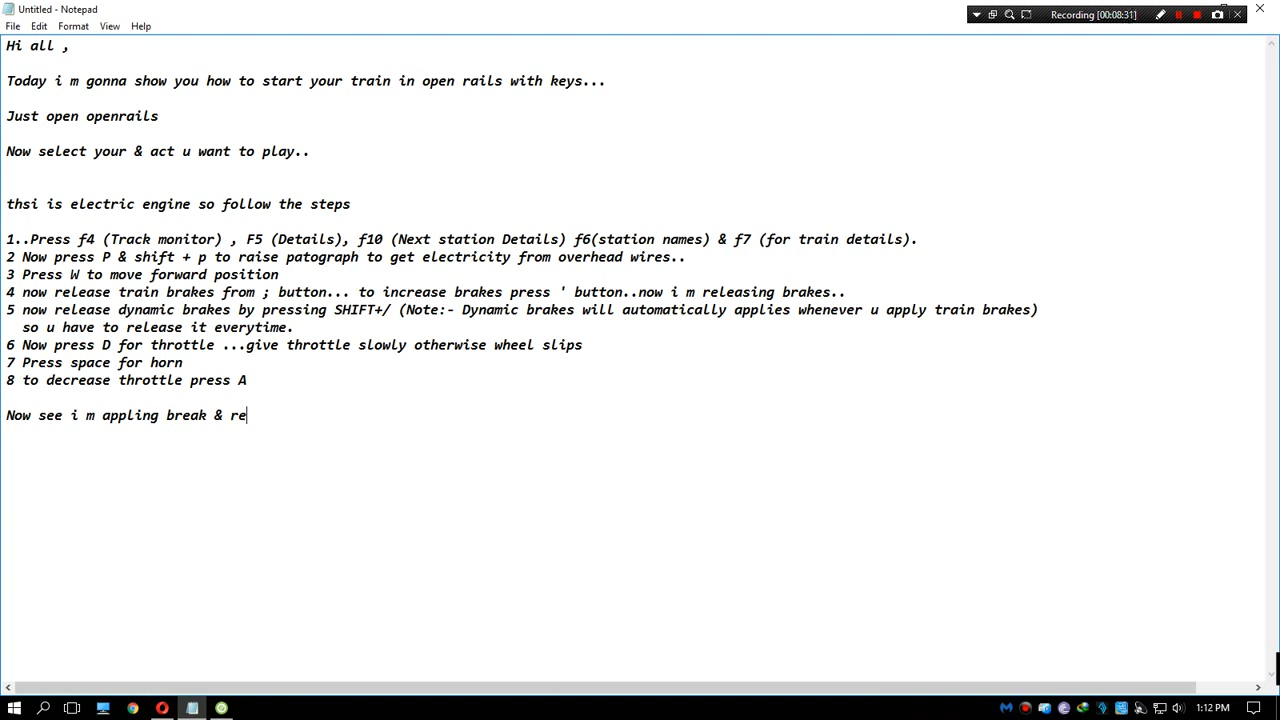 Untitled - Notepad
Recording [00:08:31]
File Edit Format View Help
Hi all ,
Today i m gonna show you how to start your train in open rails with keys...
Just open openrails
Now select your & act u want to play..
thsi is electric engine so follow the steps
1..Press f4 (Track monitor) , F5 (Details), f10 (Next station Details) f6(station names) & f7 (for train details).
2 Now press P & shift + p to raise patograph to get electricity from overhead wires..
3 Press W to move forward position
4 now release train brakes from ; button... to increase brakes press ' button..now i m releasing brakes..
5 now release dynamic brakes by pressing SHIFT+/ (Note:- Dynamic brakes will automatically applies whenever u apply train brakes)
so u have to release it everytime.
6 Now press D for throttle ...give throttle slowly otherwise wheel slips
7 Press space for horn
8 to decrease throttle press A
Now see i m appling break & re
1:12 PM